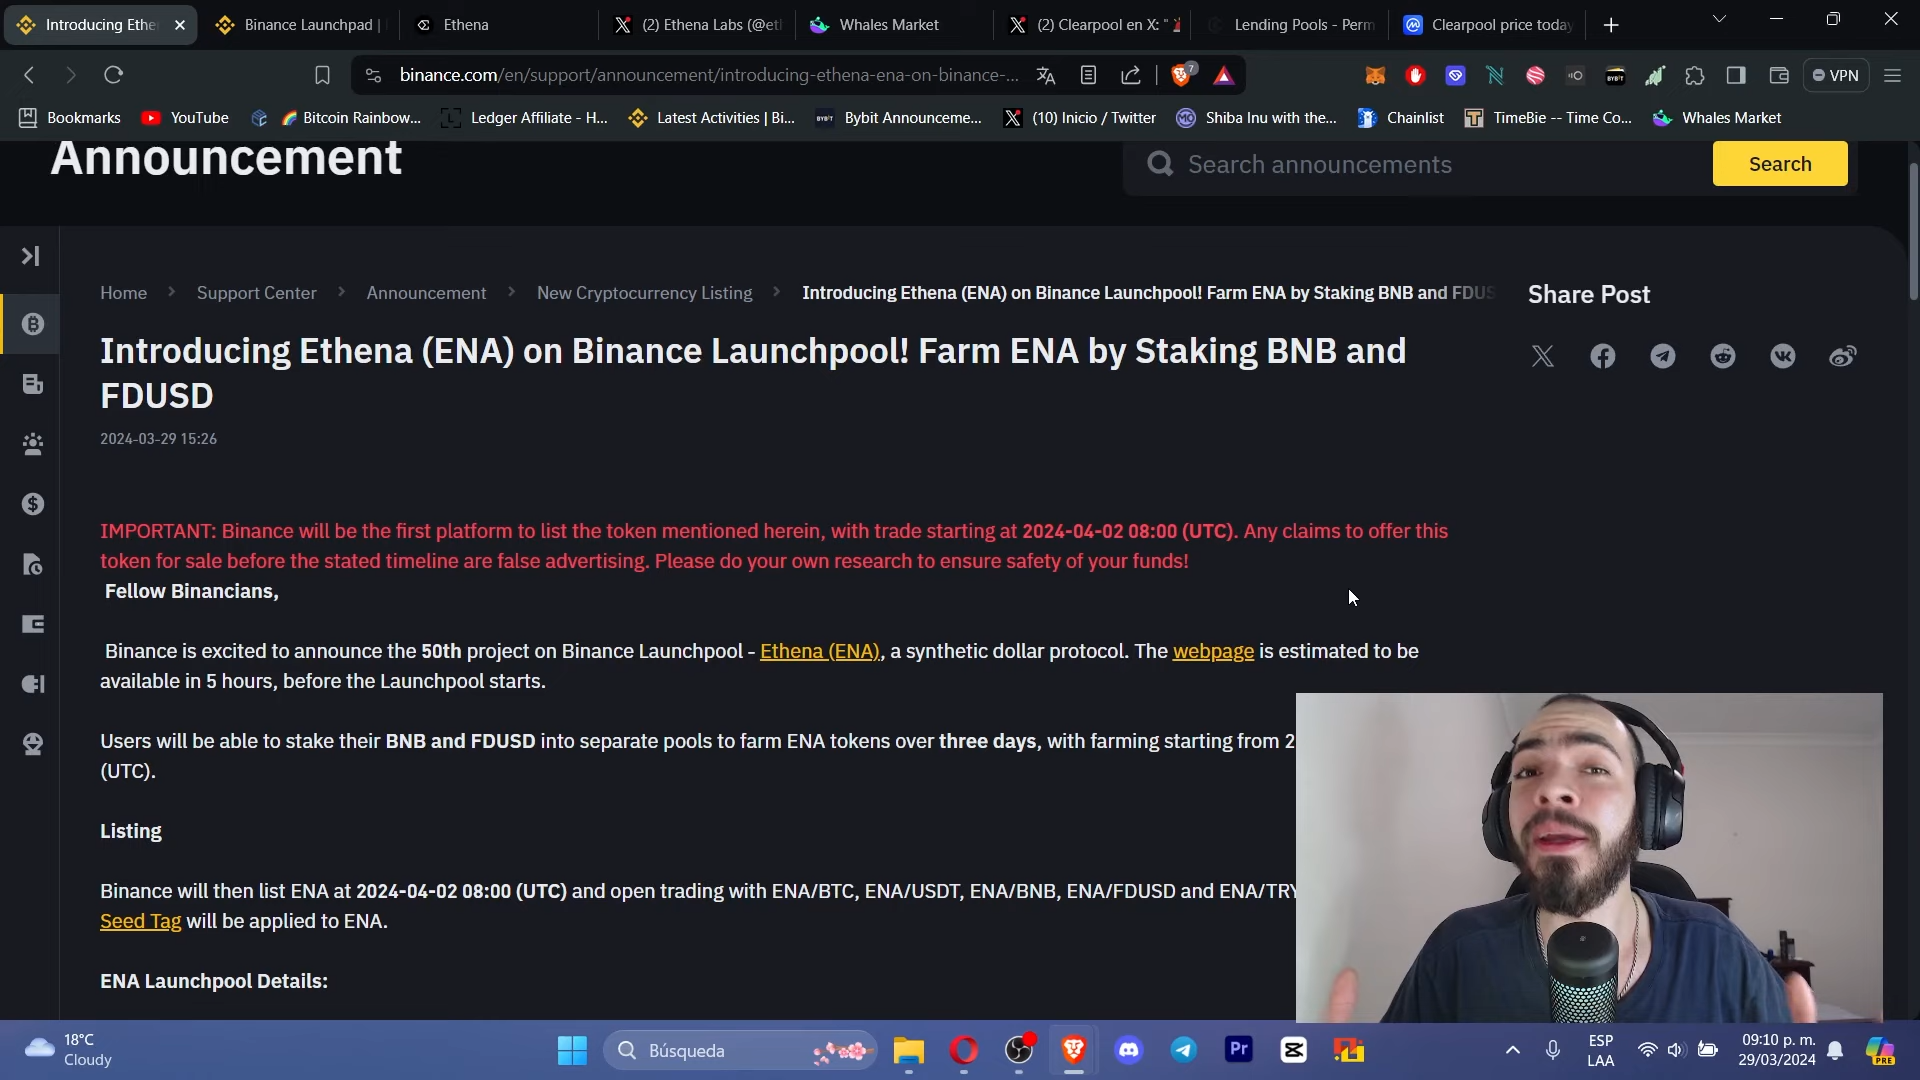 Introducing Ethe
Binance Launchpad |
Ethena
(2) Ethena Labs (@et
Whales Market
(2) Clearpool en X: "
Lending Pools - Perm
Clearpool price today
binance.com/en/support/announcement/introducing-ethena-ena-on-binance-...
7
VPN
Bookmarks
YouTube
Bitcoin Rainbow...
Ledger Affiliate - H...
Latest Activities | Bi...
Bybit Announceme...
(10) Inicio / Twitter
Shiba Inu with the...
Chainlist
TimeBie -- Time Co...
Whales Market
Announcement
Search announcements
Search
Home
Support Center
Announcement
New Cryptocurrency Listing
Introducing Ethena (ENA) on Binance Launchpool! Farm ENA by Staking BNB and FDUS
Share Post
Introducing Ethena (ENA) on Binance Launchpool! Farm ENA by Staking BNB and
FDUSD
2024-03-29 15:26
IMPORTANT: Binance will be the first platform to list the token mentioned herein, with trade starting at 2024-04-02 08:00 (UTC). Any claims to offer this
token for sale before the stated timeline are false advertising. Please do your own research to ensure safety of your funds!
Fellow Binancians,
Binance is excited to announce the 50th project on Binance Launchpool - Ethena (ENA), a synthetic dollar protocol. The webpage is estimated to be
available in 5 hours, before the Launchpool starts.
Users will be able to stake their BNB and FDUSD into separate pools to farm ENA tokens over three days, with farming starting from 2
(UTC).
Listing
Binance will then list ENA at 2024-04-02 08:00 (UTC) and open trading with ENA/BTC, ENA/USDT, ENA/BNB, ENA/FDUSD and ENA/TRY
Seed Tag will be applied to ENA.
ENA Launchpool Details:
18°C
Cloudy
Búsqueda
Pr
ESP
LAA
09:10 p. m.
29/03/2024
PRE